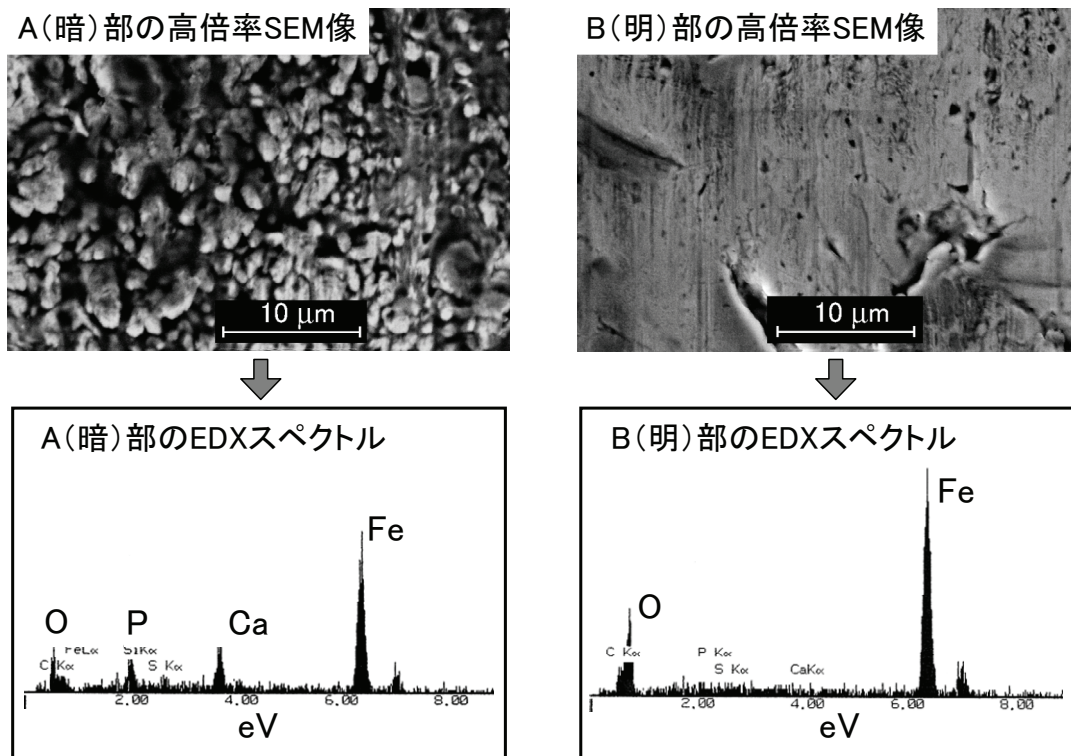 A(暗)部の高倍率SEM像
10 μm
B(明)部の高倍率SEM像
10 μm
A(暗)部のEDXスペクトル
Fe
O P Ca
FeLα SiKα
C Kα S Kα
2.00 4.00 6.00 8.00
eV
B(明)部のEDXスペクトル
Fe
O
C Kα P Kα
S Kα CaKα
2.00 4.00 6.00 8.00
eV